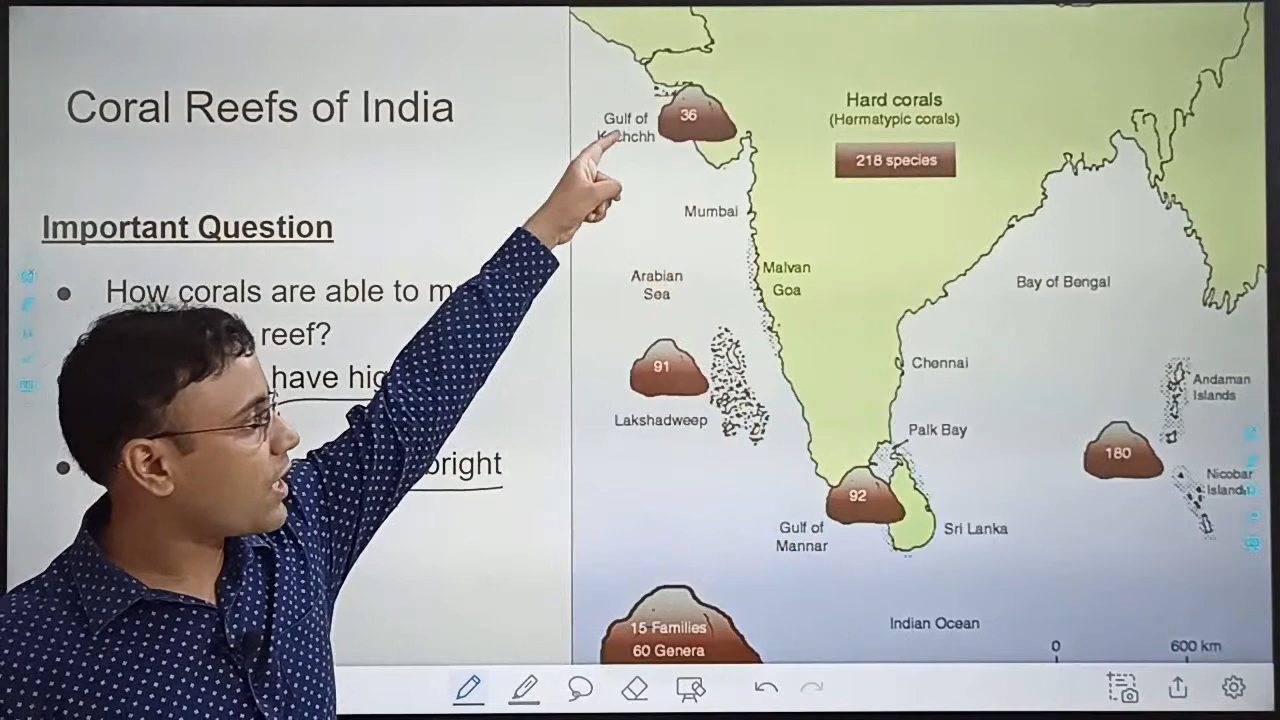 Coral Reefs of India
Important Question
How corals are able to
reef?
have
bright
Gulf of
36
Hard corals
(Hermatypic corals)
218 species
Mumbai
Arabian
Sea
Malvan
Goa
Bay of Bengal
91
Lakshadweep
Chennai
Andaman
Islands
Palk Bay
180
Nicobar
Islands
92
Gulf of
Mannar
Sri Lanka
15 Families
60 Genera
Indian Ocean
0
600 km